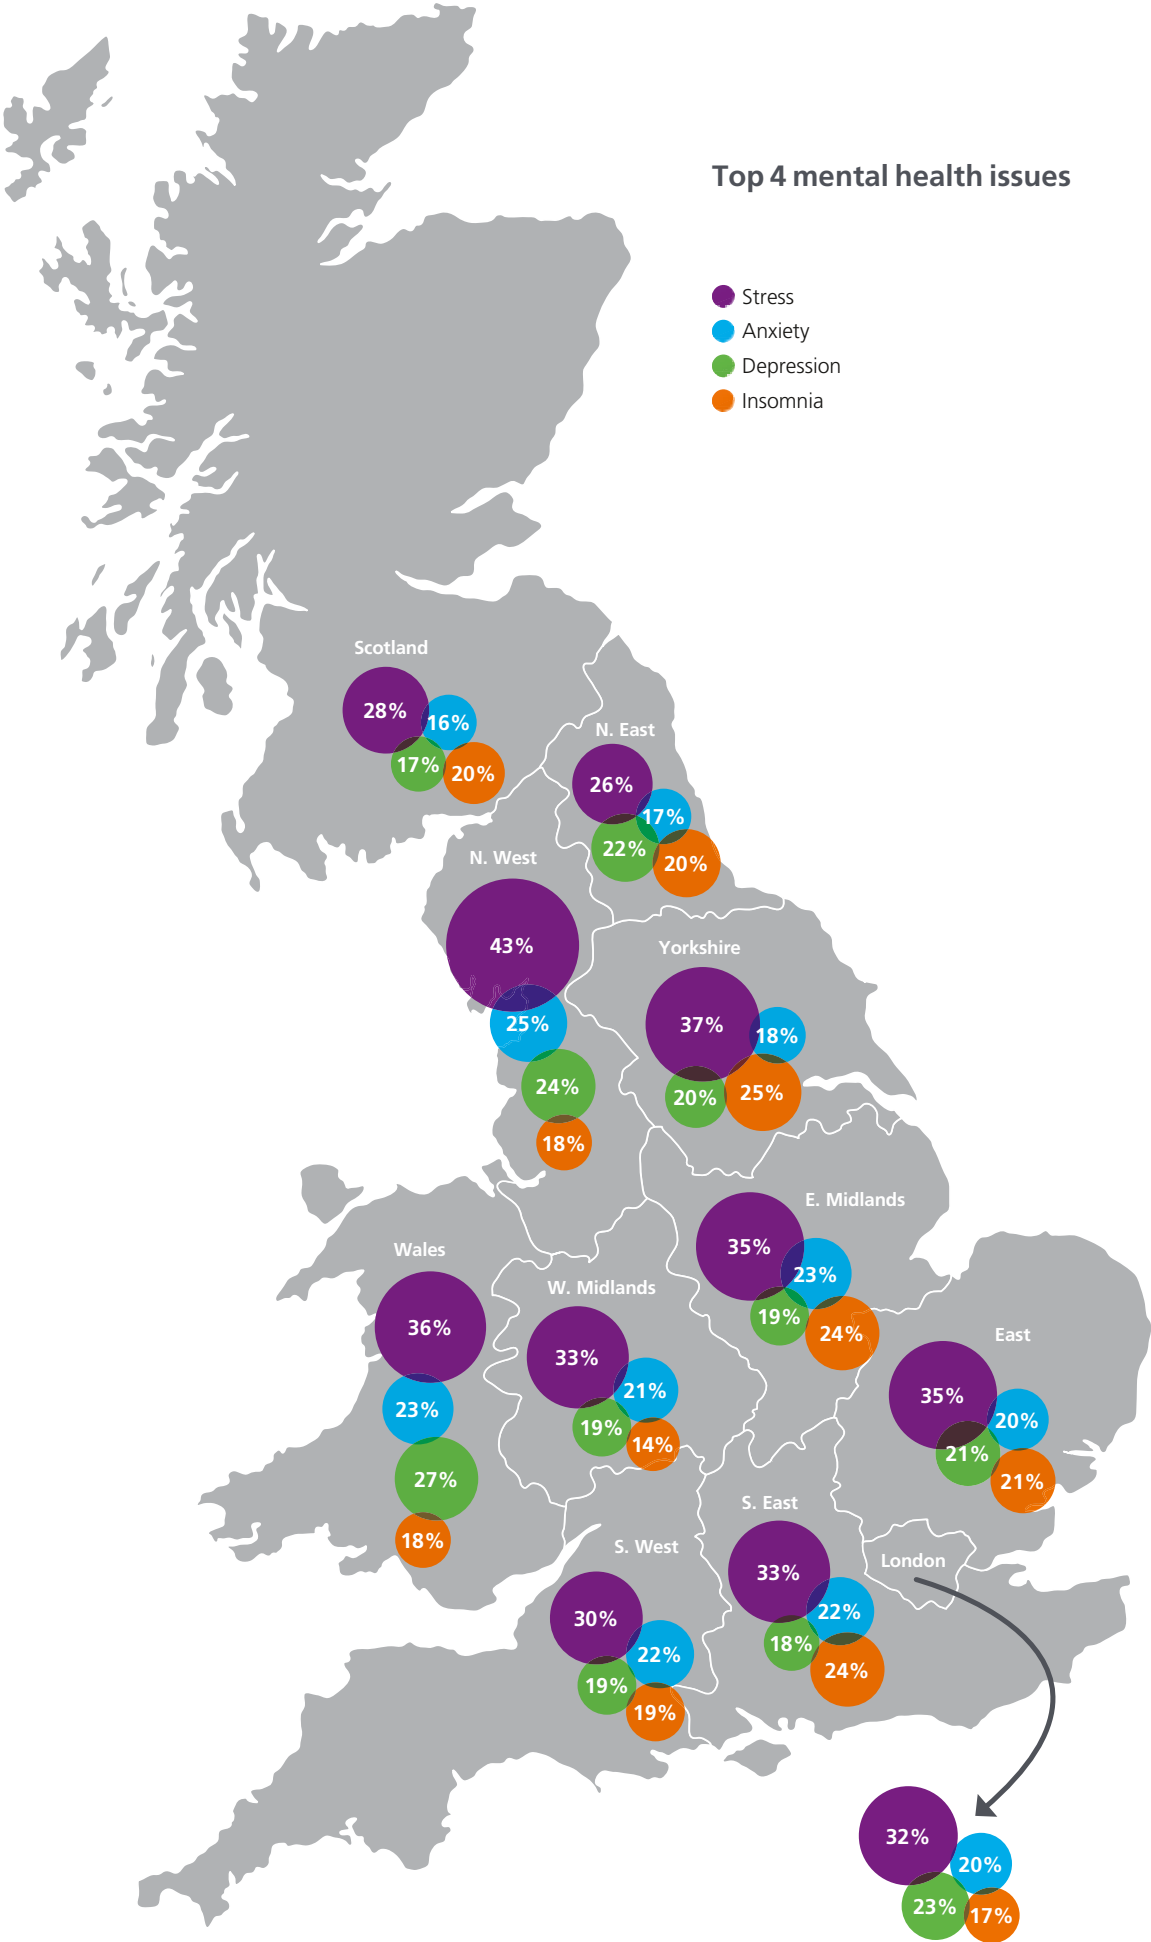 Top 4 mental health issues
Stress
Anxiety
Depression
Insomnia
Scotland
28%
16%
17%
20%
N. East
26%
17%
22%
20%
N. West
43%
25%
24%
18%
Yorkshire
37%
18%
20%
25%
E. Midlands
35%
23%
19%
24%
Wales
36%
23%
27%
18%
W. Midlands
33%
21%
19%
14%
East
35%
20%
21%
21%
S. East
33%
22%
18%
24%
S. West
30%
22%
19%
19%
London
32%
20%
23%
17%